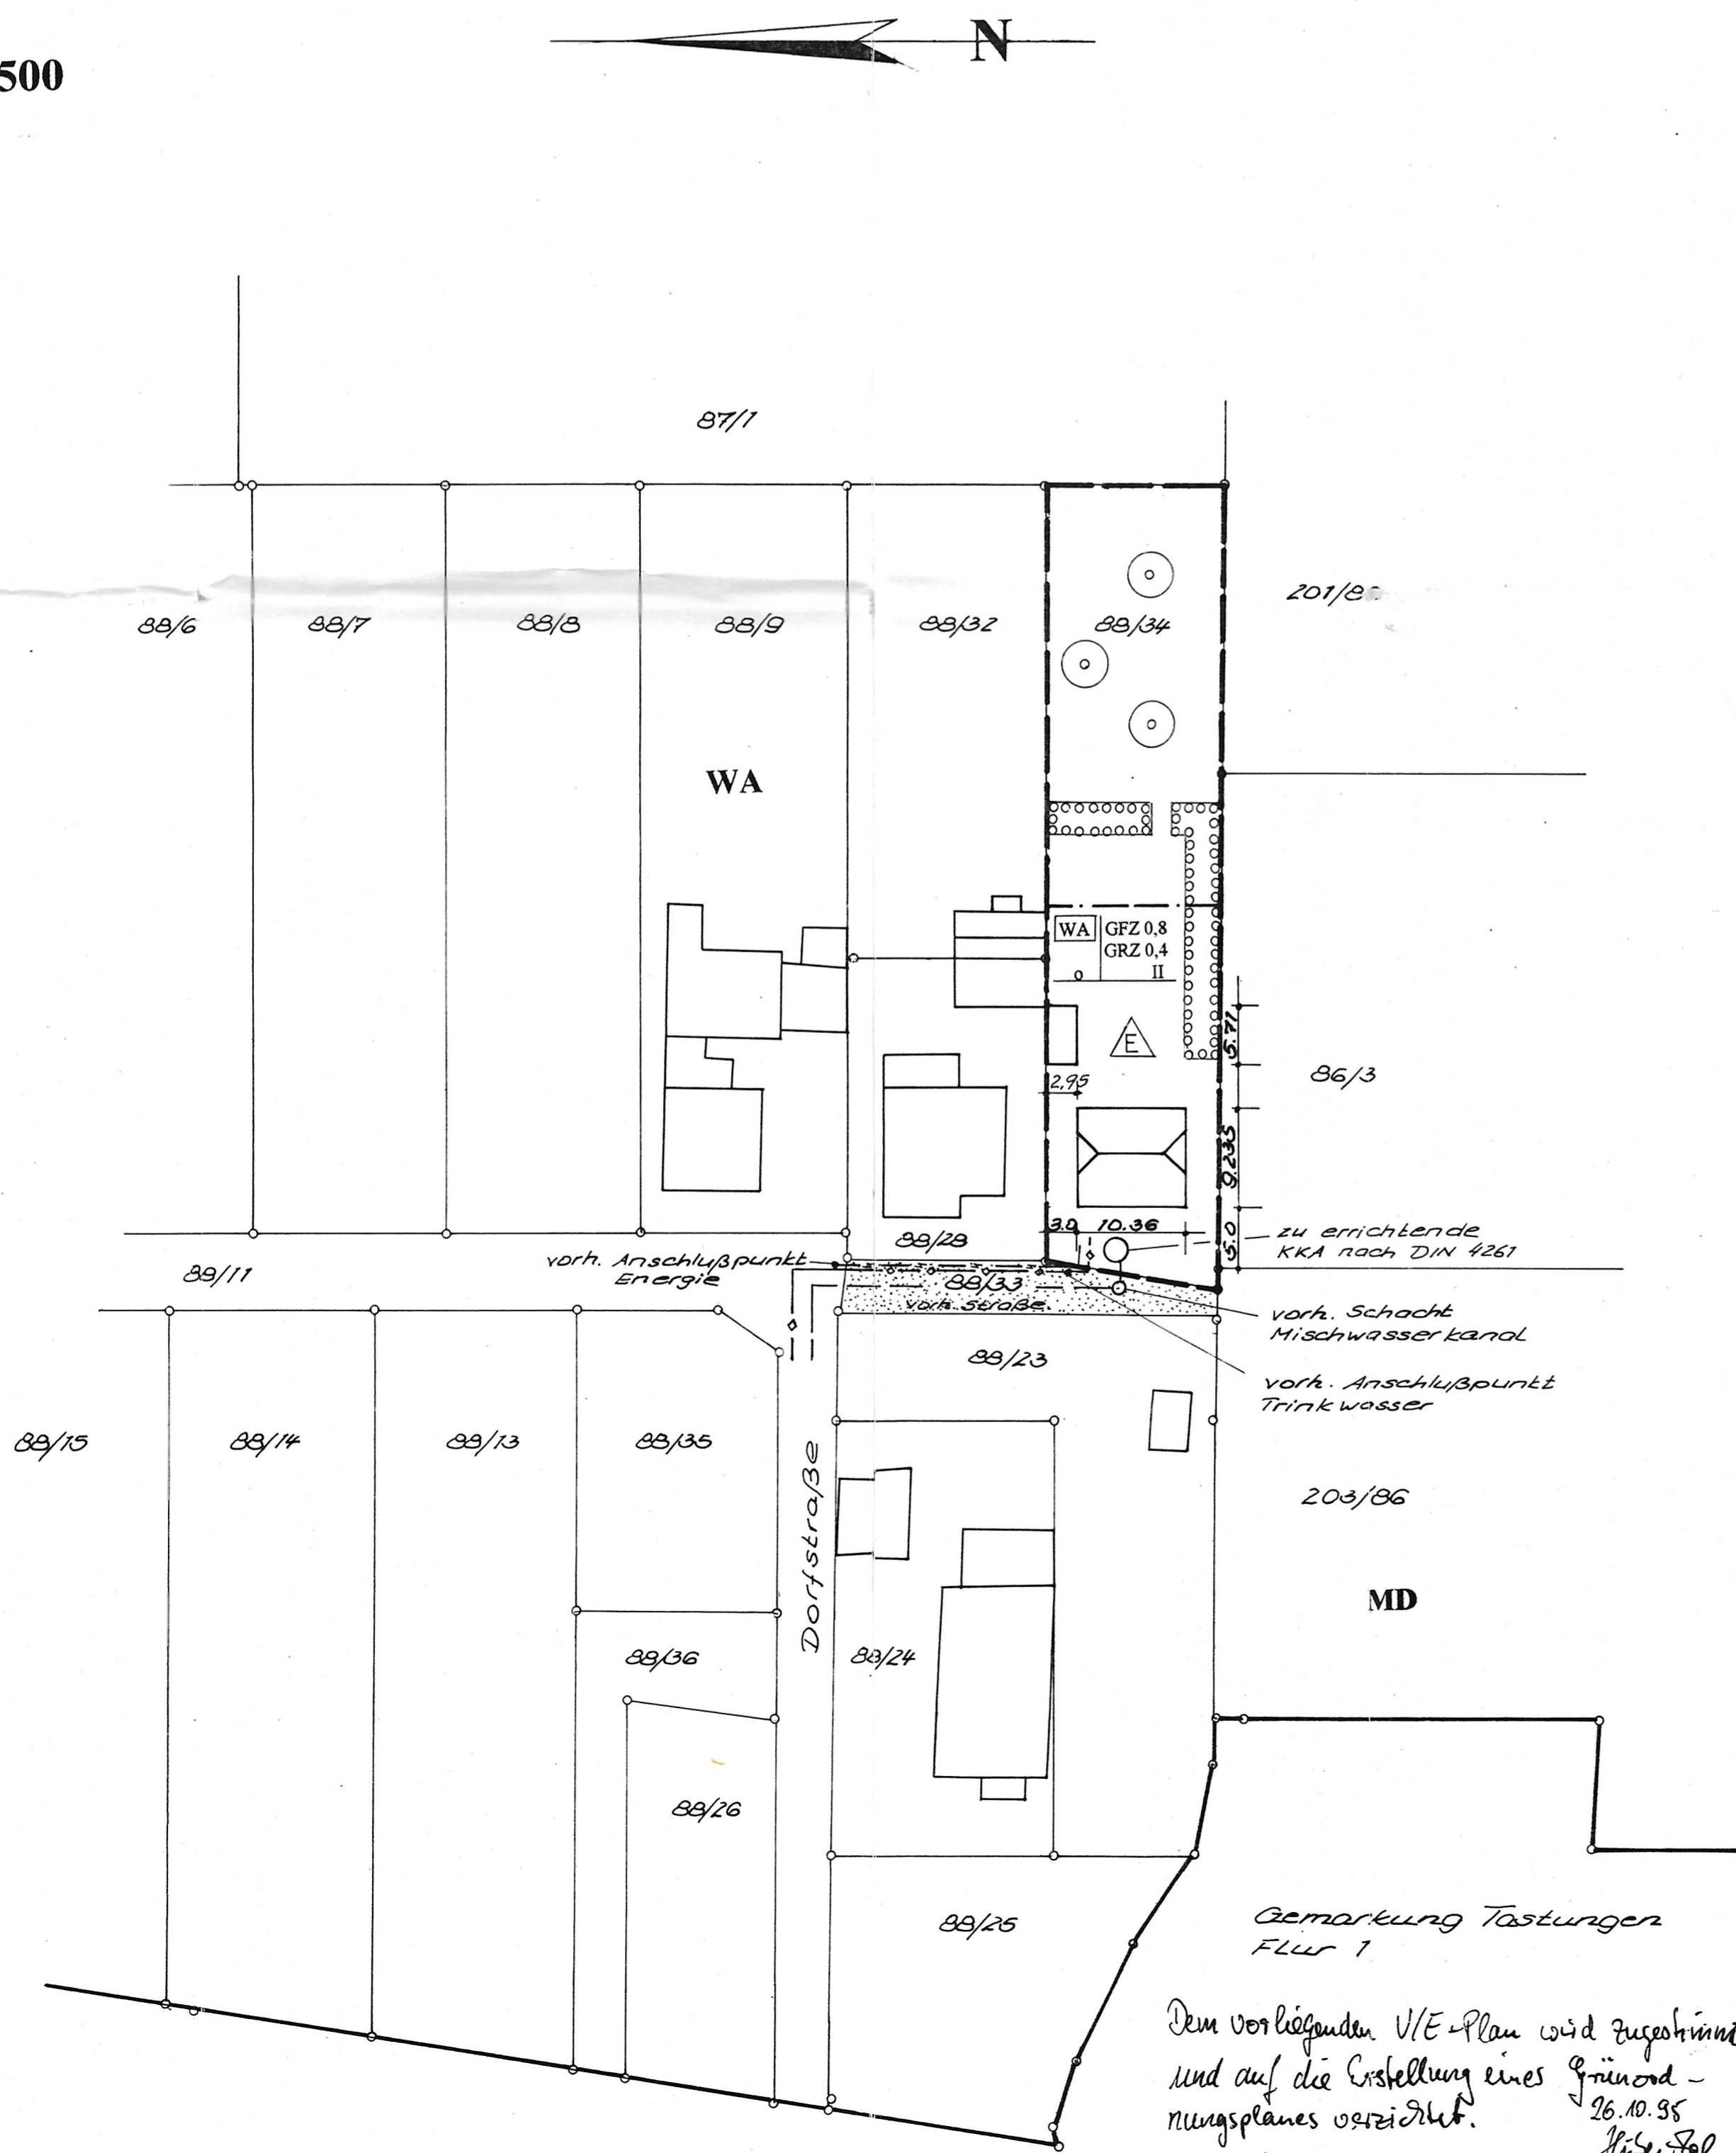 N
500
87/1
88/6
88/7
88/8
88/9
88/32
88/34
WA
WA
GFZ 0,8
GRZ 0,4
o
II
E
5.71
2,95
86/3
9.235
3.0
10.36
5.0
zu errichtende
KKA nach DIN 4261
88/28
vorh. Anschlußpunkt
Energie
88/11
88/33
vorh. Straße
vorh. Schacht
Mischwasserkanal
88/23
vorh. Anschlußpunkt
Trinkwasser
88/15
88/14
88/13
88/35
Dorfstraße
203/86
MD
88/36
88/24
88/26
88/25
Gemarkung Tastungen
Flur 1
Dem vorliegenden V/E-Plan wird zugestimmt
und auf die Erstellung eines Grünord-
nungsplanes verzichtet.
26.10.95